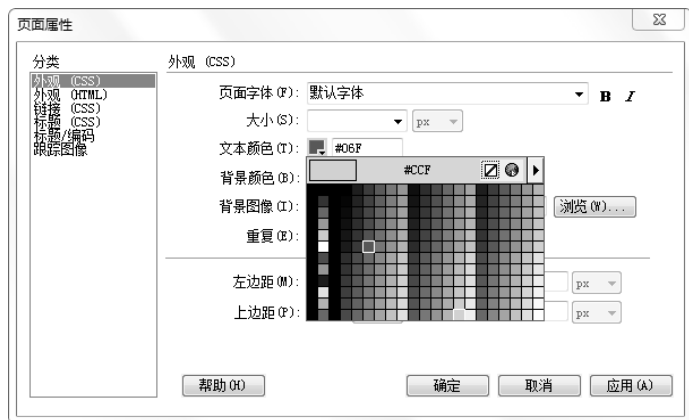 页面属性
分类
外观 (CSS)
外观 (HTML)
链接 (CSS)
标题 (CSS)
标题/编码
跟踪图像
外观 (CSS)
页面字体(F): 默认字体 B I
大小(S): px
文本颜色(T): #06F
#CCF
背景颜色(B):
背景图像(I): 浏览(W)...
重复(E):
左边距(M): px
上边距(P): px
帮助(H) 确定 取消 应用(A)